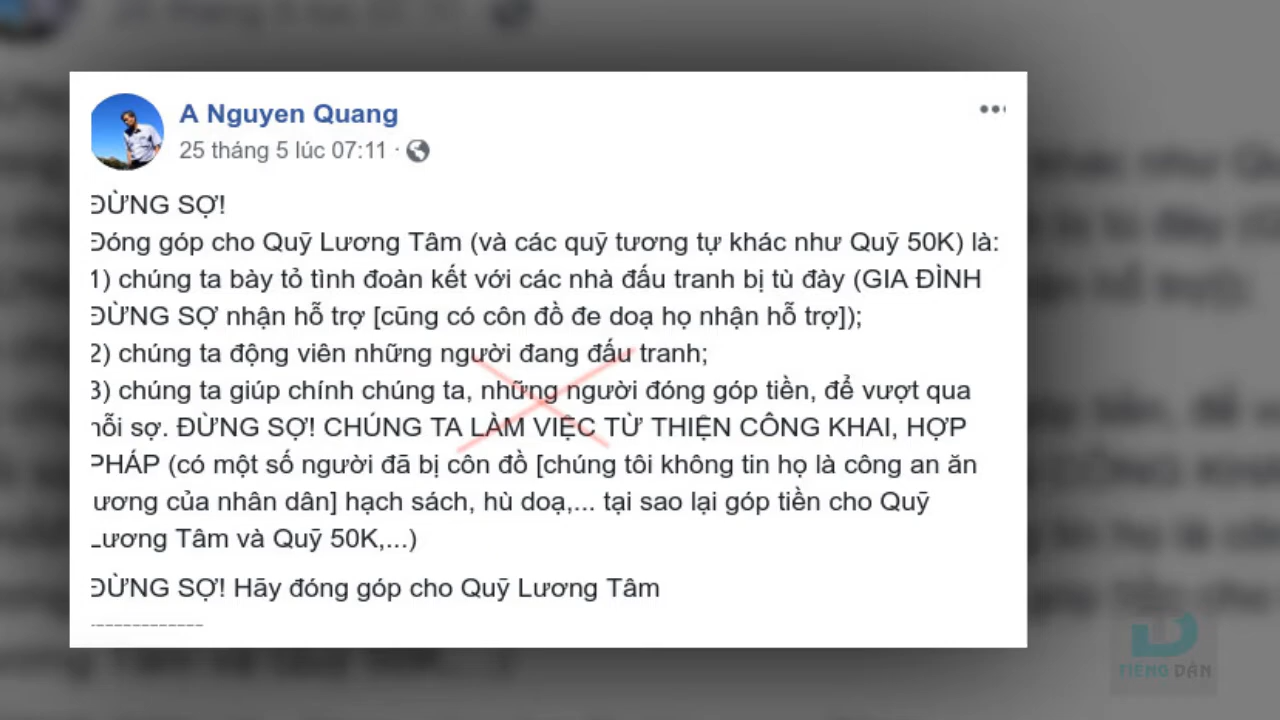 A Nguyen Quang
25 tháng 5 lúc 07:11 ·
ĐỪNG SỢ!
Đóng góp cho Quỹ Lương Tâm (và các quỹ tương tự khác như Quỹ 50K) là:
1) chúng ta bày tỏ tình đoàn kết với các nhà đấu tranh bị tù đày (GIA ĐÌNH
ĐỪNG SỢ nhận hỗ trợ [cũng có côn đồ đe doạ họ nhận hỗ trợ]);
2) chúng ta động viên những người đang đấu tranh;
3) chúng ta giúp chính chúng ta, những người đóng góp tiền, để vượt qua
nỗi sợ. ĐỪNG SỢ! CHÚNG TA LÀM VIỆC TỪ THIỆN CÔNG KHAI, HỢP
PHÁP (có một số người đã bị côn đồ [chúng tôi không tin họ là công an ăn
lương của nhân dân] hạch sách, hù doạ,... tại sao lại góp tiền cho Quỹ
Lương Tâm và Quỹ 50K,...)
ĐỪNG SỢ! Hãy đóng góp cho Quỹ Lương Tâm
-------------
TIENG DÂN